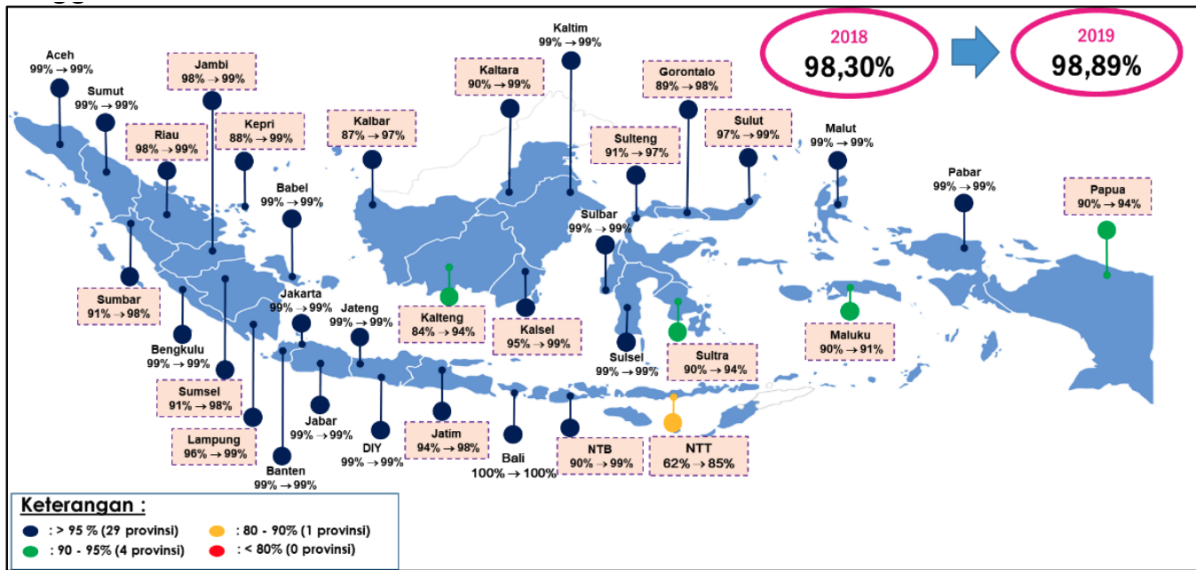 Kaltim
99% → 99%
2018
98,30%
2019
98,89%
Aceh
99% → 99%
Jambi
98% → 99%
Kaltara
90% → 99%
Gorontalo
89% → 98%
Sumut
99% → 99%
Riau
98% → 99%
Kepri
88% → 99%
Kalbar
87% → 97%
Sulteng
91% → 97%
Sulut
97% → 99%
Malut
99% → 99%
Pabar
99% → 99%
Papua
90% → 94%
Babel
99% → 99%
Sulbar
99% → 99%
Sumbar
91% → 98%
Jakarta
99% → 99%
Jateng
99% → 99%
Kalteng
84% → 94%
Kalsel
95% → 99%
Bengkulu
99% → 99%
Sulsel
99% → 99%
Sultra
90% → 94%
Maluku
90% → 91%
Sumsel
91% → 98%
Lampung
96% → 99%
Banten
99% → 99%
Jabar
99% → 99%
DIY
99% → 99%
Jatim
94% → 98%
Bali
100% → 100%
NTB
90% → 99%
NTT
62% → 85%
Keterangan :
: > 95 % (29 provinsi)
: 80 - 90% (1 provinsi)
: 90 - 95% (4 provinsi)
: < 80% (0 provinsi)